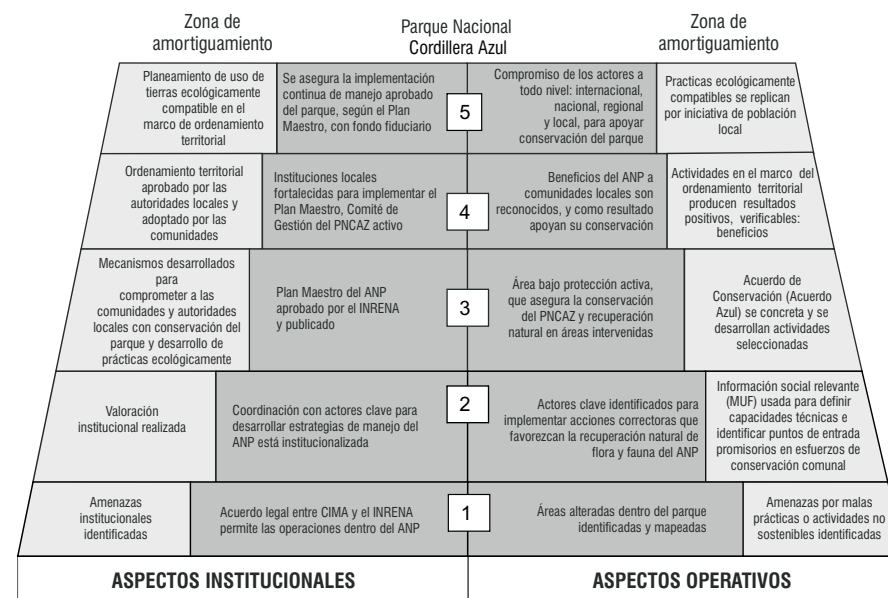 Zona de
amortiguamiento
Parque Nacional
Cordillera Azul
Zona de
amortiguamiento
Planeamiento de uso de
tierras ecológicamente
compatible en el
marco de ordenamiento
territorial
Se asegura la implementación
continua de manejo aprobado
del parque, según el Plan
Maestro, con fondo fiduciario
5
Compromiso de los actores a
todo nivel: internacional,
nacional, regional
y local, para apoyar
conservación del parque
Practicas ecológicamente
compatibles se replican
por iniciativa de población
local
Ordenamiento territorial
aprobado por las
autoridades locales y
adoptado por las
comunidades
Instituciones locales
fortalecidas para implementar el
Plan Maestro, Comité de
Gestión del PNCAZ activo
4
Beneficios del ANP a
comunidades locales son
reconocidos, y como resultado
apoyan su conservación
Actividades en el marco del
ordenamiento territorial
producen resultados
positivos, verificables:
beneficios
Mecanismos desarrollados
para
comprometer a las
comunidades y autoridades
locales con conservación del
parque y desarrollo de
prácticas ecológicamente
Plan Maestro del ANP
aprobado por el INRENA
y publicado
3
Área bajo protección activa,
que asegura la conservación
del PNCAZ y recuperación
natural en áreas intervenidas
Acuerdo de
Conservación (Acuerdo
Azul) se concreta y se
desarrollan actividades
seleccionadas
Valoración
institucional realizada
Coordinación con actores clave para
desarrollar estrategias de manejo del
ANP está institucionalizada
2
Actores clave identificados para
implementar acciones correctoras que
favorezcan la recuperación natural de
flora y fauna del ANP
Información social relevante
(MUF) usada para definir
capacidades técnicas e
identificar puntos de entrada
promisorios en esfuerzos de
conservación comunal
Amenazas
institucionales
identificadas
Acuerdo legal entre CIMA y el INRENA
permite las operaciones dentro del ANP
1
Áreas alteradas dentro del parque
identificadas y mapeadas
Amenazas por malas
prácticas o actividades no
sostenibles identificadas
ASPECTOS INSTITUCIONALES
ASPECTOS OPERATIVOS